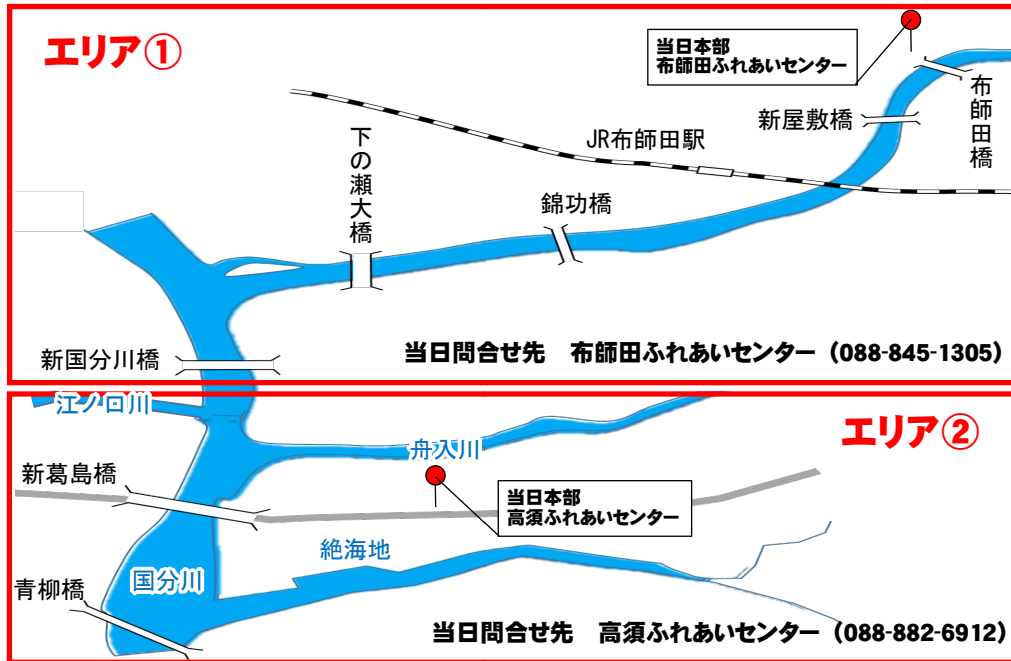 エリア①
当日本部
布師田ふれあいセンター
布師田橋
新屋敷橋
JR布師田駅
下の瀬大橋
錦功橋
新国分川橋
当日問合せ先　布師田ふれあいセンター（088-845-1305）
江ノ口川
エリア②
舟入川
新葛島橋
当日本部
高須ふれあいセンター
絶海地
国分川
青柳橋
当日問合せ先　高須ふれあいセンター（088-882-6912）